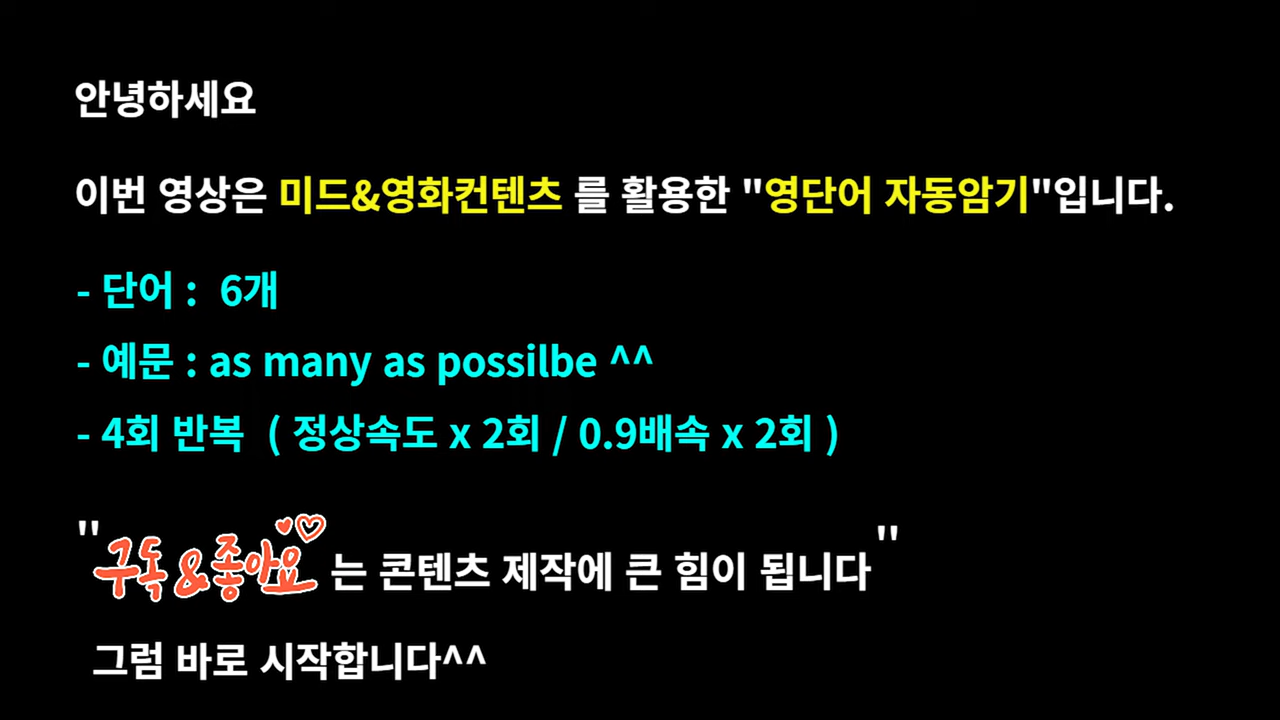 안녕하세요
이번 영상은 미드&영화컨텐츠 를 활용한 "영단어 자동암기"입니다.
- 단어 : 6개
- 예문 : as many as possilbe ^^
- 4회 반복 ( 정상속도 x 2회 / 0.9배속 x 2회 )
"구독&좋아요 는 콘텐츠 제작에 큰 힘이 됩니다"
그럼 바로 시작합니다^^